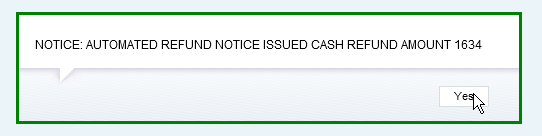 NOTICE: AUTOMATED REFUND NOTICE ISSUED CASH REFUND AMOUNT 1634
Yes